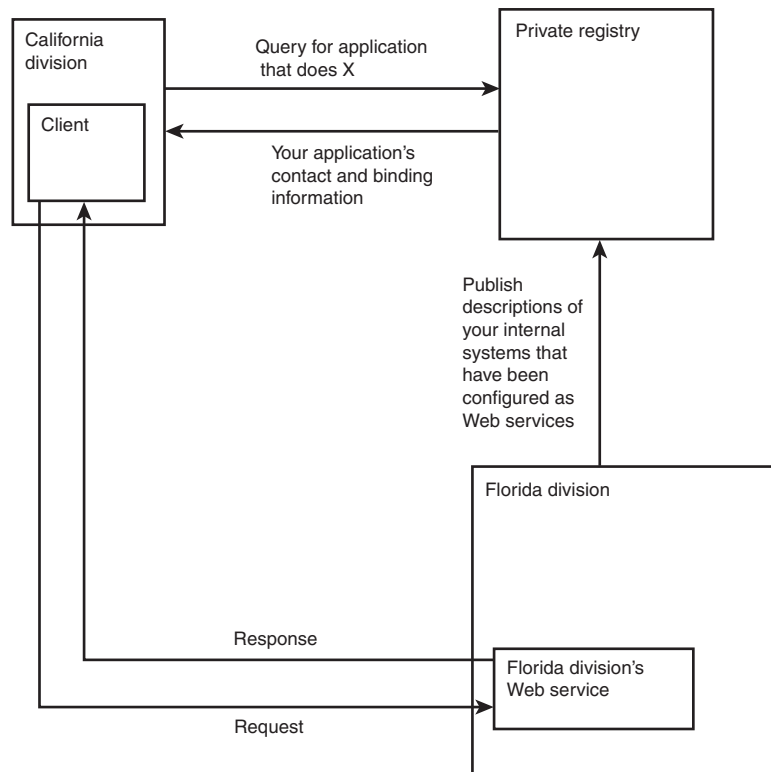 California
division
Client
Query for application
that does X
Your application's
contact and binding
information
Private registry
Publish
descriptions of
your internal
systems that
have been
configured as
Web services
Florida division
Florida division's
Web service
Response
Request